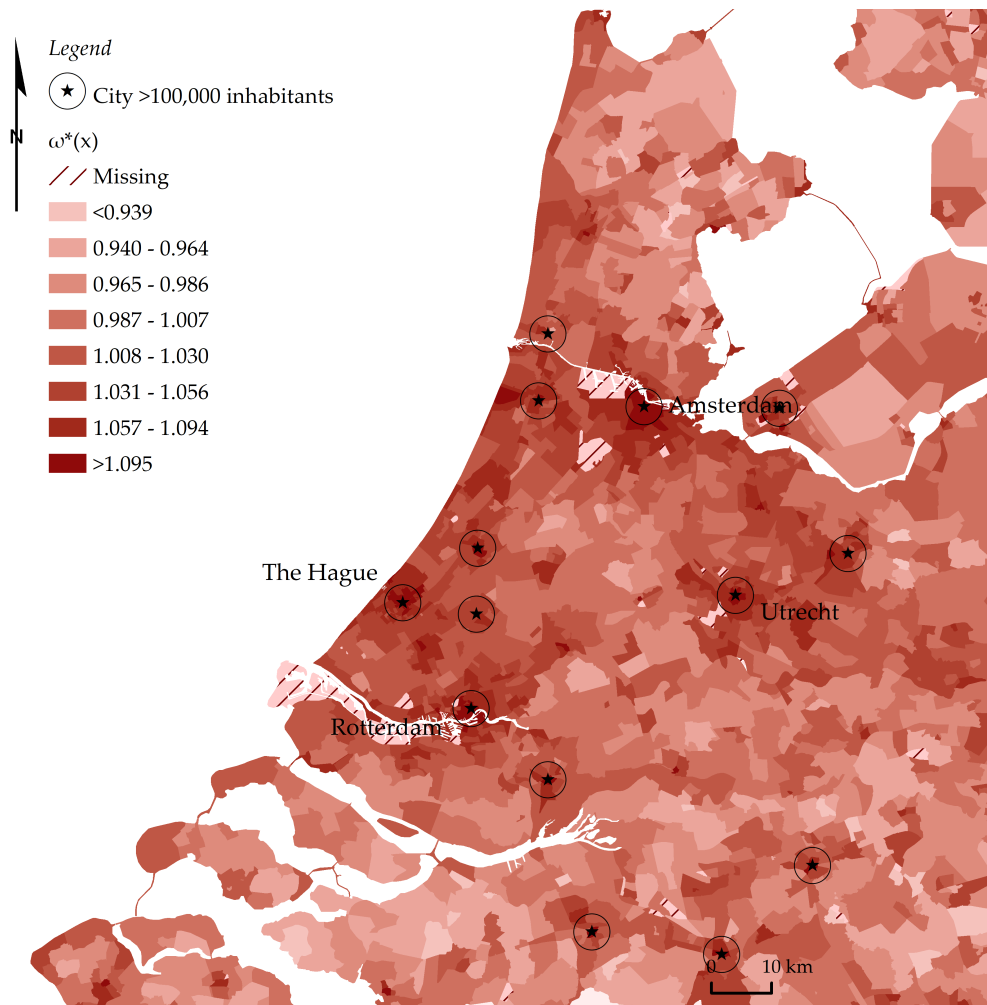 Legend
City >100,000 inhabitants
N
ω*(x)
Missing
<0.939
0.940 - 0.964
0.965 - 0.986
0.987 - 1.007
1.008 - 1.030
1.031 - 1.056
1.057 - 1.094
>1.095
Amsterdam
The Hague
Utrecht
Rotterdam
0 10 km